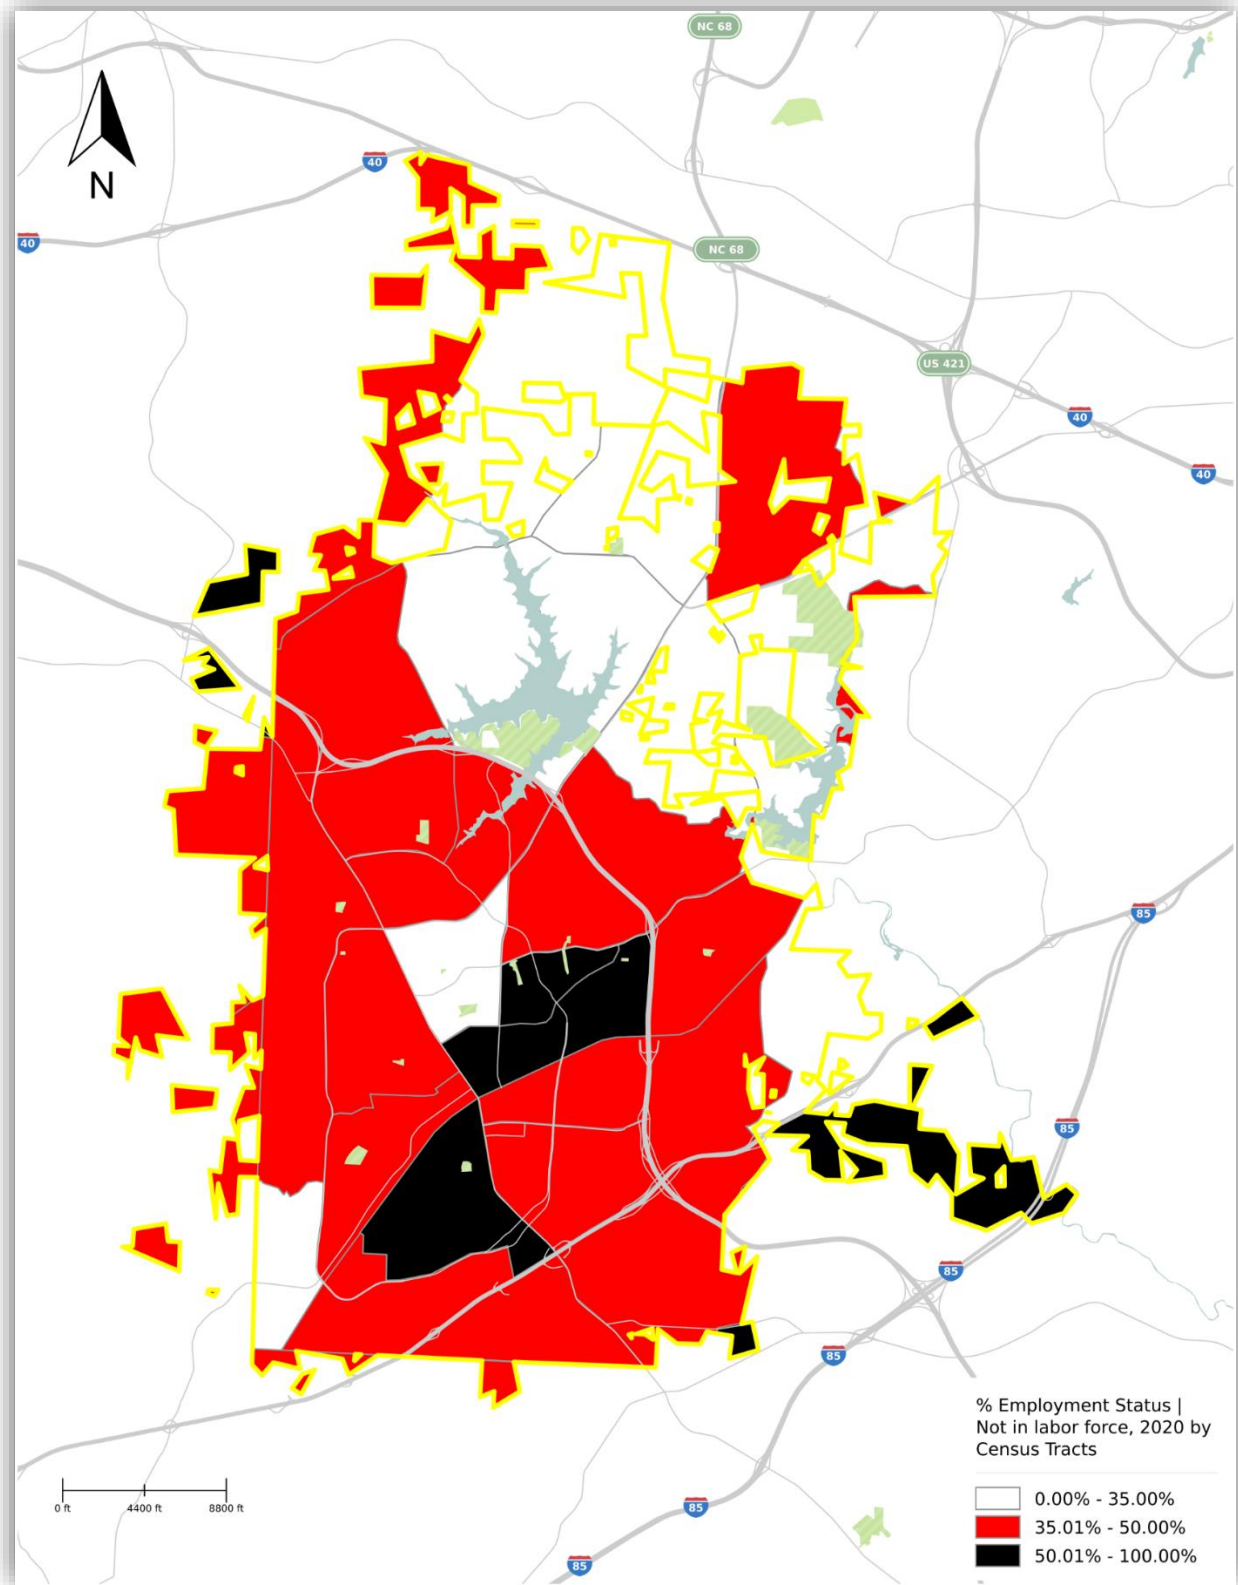 NC 68
40
N
40
NC 68
US 421
40
40
85
85
85
85
85
85
% Employment Status |
Not in labor force, 2020 by
Census Tracts
0 ft 4400 ft 8800 ft
0.00% - 35.00%
35.01% - 50.00%
50.01% - 100.00%